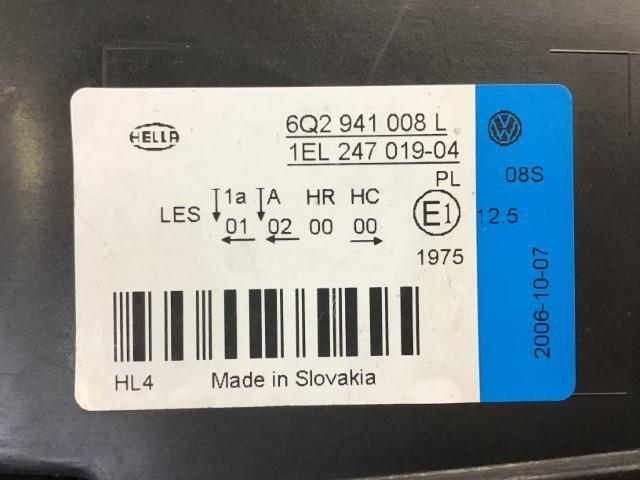 HELLA
6Q2 941 008 L
1EL 247 019-04
PL
08S
LES 1a A HR HC
01 02 00 00
E1 12.5
1975
2006-10-07
HL4 Made in Slovakia